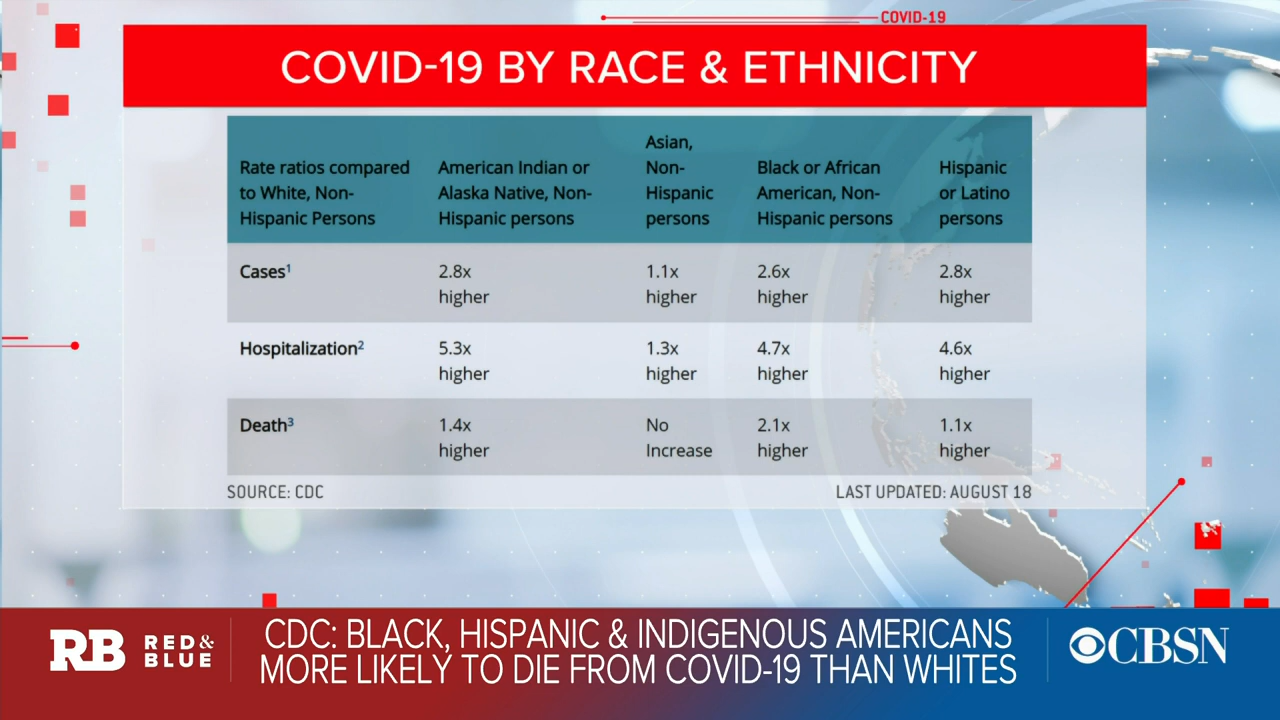 COVID-19
COVID-19 BY RACE & ETHNICITY
Rate ratios compared
to White, Non-
Hispanic Persons
American Indian or
Alaska Native, Non-
Hispanic persons
Asian,
Non-
Hispanic
persons
Black or African
American, Non-
Hispanic persons
Hispanic
or Latino
persons
Cases¹
2.8x
higher
1.1x
higher
2.6x
higher
2.8x
higher
Hospitalization²
5.3x
higher
1.3x
higher
4.7x
higher
4.6x
higher
Death³
1.4x
higher
No
Increase
2.1x
higher
1.1x
higher
SOURCE: CDC
LAST UPDATED: AUGUST 18
RB
RED&
BLUE
CDC: BLACK, HISPANIC & INDIGENOUS AMERICANS
MORE LIKELY TO DIE FROM COVID-19 THAN WHITES
CBSN